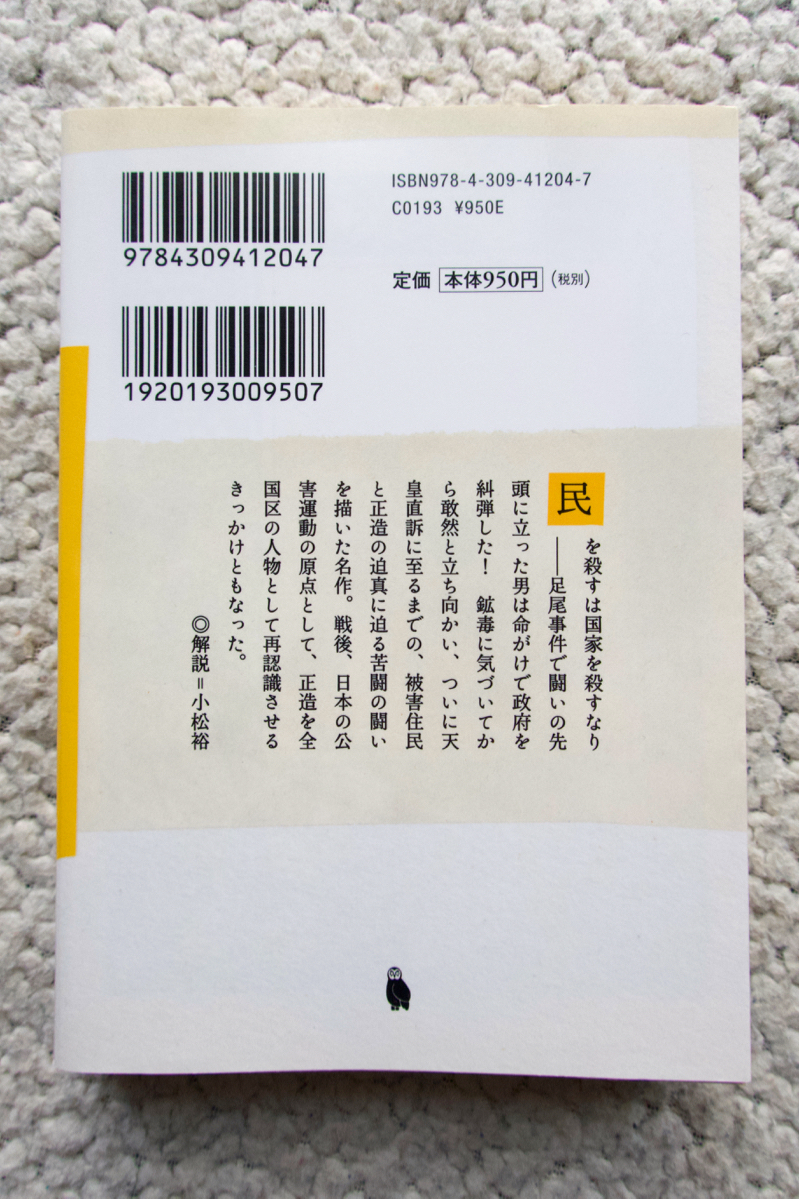 ISBN978-4-309-41204-7
C0193 ¥950E
9784309412047
定価 本体950円(税別)
1920193009507
民を殺すは国家を殺すなり
――足尾事件で闘いの先
頭に立った男は命がけで政府を
糾弾した! 鉱毒に気づいてか
ら敢然と立ち向かい、ついに天
皇直訴に至るまでの、被害住民
と正造の迫真に迫る苦闘の闘い
を描いた名作。戦後、日本の公
害運動の原点として、正造を全
国区の人物として再認識させる
きっかけともなった。
◎解説=小松裕